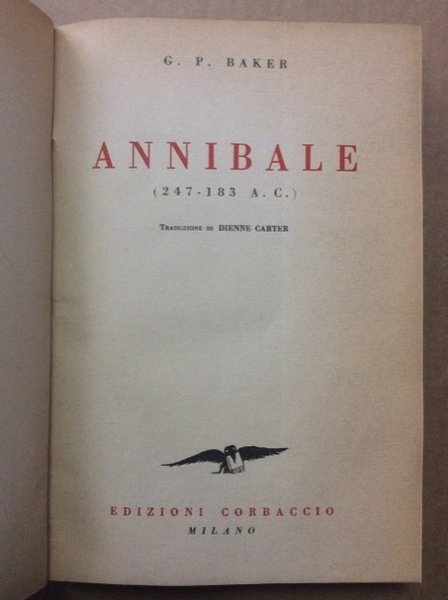 G. P. BAKER
ANNIBALE
(247-183 A. C.)
TRADUZIONE DI DIENNE CARTER
EDIZIONI CORBACCIO
MILANO